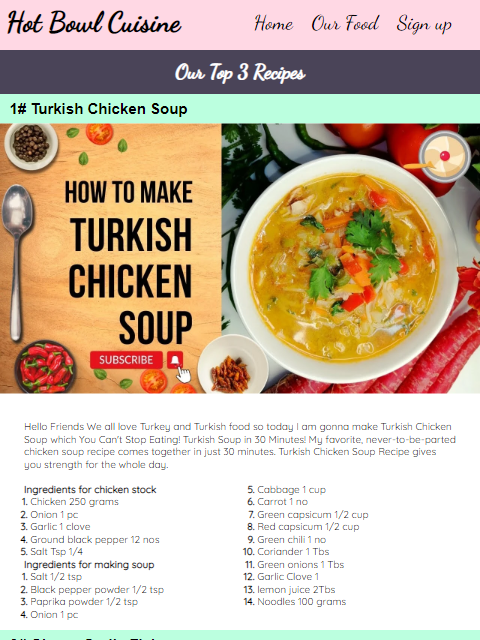 Hot Bowl Cuisine
Home Our Food Sign up
Our Top 3 Recipes
1# Turkish Chicken Soup
HOW TO MAKE
TURKISH
CHICKEN
SOUP
SUBSCRIBE
Hello Friends We all love Turkey and Turkish food so today I am gonna make Turkish Chicken
Soup which You Can't Stop Eating! Turkish Soup in 30 Minutes! My favorite, never-to-be-parted
chicken soup recipe comes together in just 30 minutes. Turkish Chicken Soup Recipe gives
you strength for the whole day.
Ingredients for chicken stock
1. Chicken 250 grams
2. Onion 1 pc
3. Garlic 1 clove
4. Ground black pepper 12 nos
5. Salt Tsp 1/4
Ingredients for making soup
1. Salt 1/2 tsp
2. Black pepper powder 1/2 tsp
3. Paprika powder 1/2 tsp
4. Onion 1 pc
5. Cabbage 1 cup
6. Carrot 1 no
7. Green capsicum 1/2 cup
8. Red capsicum 1/2 cup
9. Green chili 1 no
10. Coriander 1 Tbs
11. Green onions 1 Tbs
12. Garlic Clove 1
13. lemon juice 2Tbs
14. Noodles 100 grams